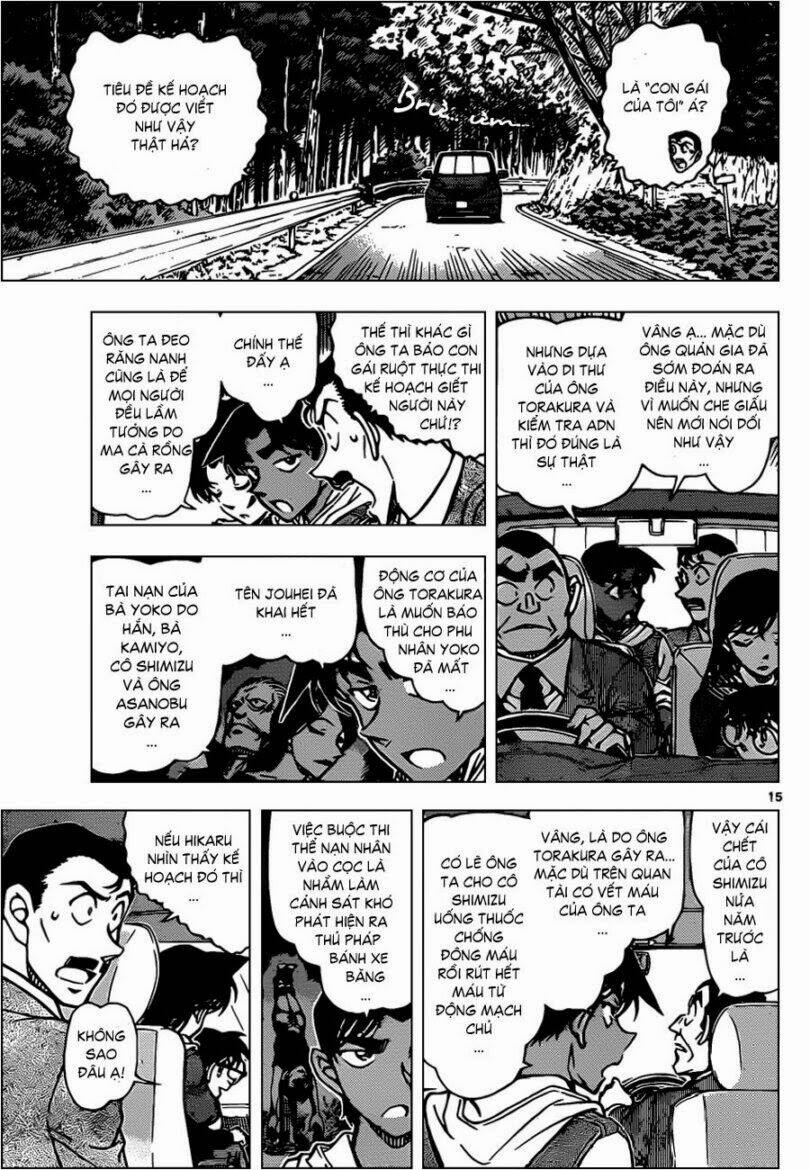 LÀ "CON GÁI
CỦA TÔI" Á?
TIÊU ĐỀ KẾ HOẠCH
ĐÓ ĐƯỢC VIẾT
NHƯ VẬY
THẬT HẢ?
VÂNG Ạ... MẶC DÙ
ÔNG QUẢN GIA ĐÃ
SỚM ĐOÁN RA
ĐIỀU NÀY, NHƯNG
VÌ MUỐN CHE GIẤU
NÊN MỚI NÓI DỐI
NHƯ VẬY
...
NHƯNG DỰA
VÀO DI THƯ
CỦA ÔNG
TORAKURA VÀ
KIỂM TRA ADN
THÌ ĐÓ ĐÚNG LÀ
SỰ THẬT
...
THẾ THÌ KHÁC GÌ
ÔNG TA BẢO CON
GÁI RUỘT THỰC THI
KẾ HOẠCH GIẾT
NGƯỜI NÀY
CHỨ!?
CHÍNH THẾ
ĐẤY Ạ
...
ÔNG TA ĐEO
RĂNG NANH
CŨNG LÀ ĐỂ
MỌI NGƯỜI
ĐỀU LẦM
TƯỞNG DO
MA CÀ RỒNG
GÂY RA
...
ĐỘNG CƠ CỦA
ÔNG TORAKURA
LÀ MUỐN BÁO
THÙ CHO PHU
NHÂN YOKO
ĐÃ MẤT
TÊN JOUHEI ĐÃ
KHAI HẾT
...
TAI NẠN CỦA
BÀ YOKO DO
HẮN, BÀ
KAMIYO,
CÔ SHIMIZU
VÀ ÔNG
ASANOBU
GÂY RA
...
15
VẬY CÁI
CHẾT
CỦA CÔ
SHIMIZU
NỬA
NĂM
TRƯỚC
LÀ
...
VÂNG, LÀ DO ÔNG
TORAKURA GÂY RA...
MẶC DÙ TRÊN QUAN
TÀI CÓ VẾT MÁU
CỦA ÔNG TA
...
CÓ LẼ ÔNG
TA CHO CÔ
SHIMIZU
UỐNG THUỐC
CHỐNG
ĐÔNG MÁU
RỒI RÚT HẾT
MÁU TỪ
ĐỘNG MẠCH
CHỦ
...
VIỆC BUỘC THI
THỂ NẠN NHÂN
VÀO CỌC LÀ
NHẰM LÀM
CẢNH SÁT KHÓ
PHÁT HIỆN RA
THỦ PHÁP
BÁNH XE
BĂNG
...
NẾU HIKARU
NHÌN THẤY KẾ
HOẠCH ĐÓ THÌ
...
KHÔNG
SAO
ĐÂU Ạ!